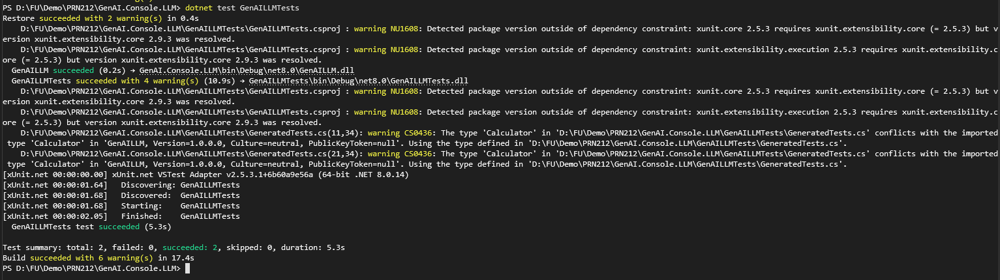 PS D:\FU\Demo\PRN212\GenAI.Console.LLM> dotnet test GenAILLMTests
Restore succeeded with 2 warning(s) in 0.4s
    D:\FU\Demo\PRN212\GenAI.Console.LLM\GenAILLMTests\GenAILLMTests.csproj : warning NU1608: Detected package version outside of dependency constraint: xunit.core 2.5.3 requires xunit.extensibility.core (= 2.5.3) but v
ersion xunit.extensibility.core 2.9.3 was resolved.
    D:\FU\Demo\PRN212\GenAI.Console.LLM\GenAILLMTests\GenAILLMTests.csproj : warning NU1608: Detected package version outside of dependency constraint: xunit.extensibility.execution 2.5.3 requires xunit.extensibility.c
ore (= 2.5.3) but version xunit.extensibility.core 2.9.3 was resolved.
  GenAILLM succeeded (0.2s) → GenAI.Console.LLM\bin\Debug\net8.0\GenAILLM.dll
  GenAILLMTests succeeded with 4 warning(s) (10.9s) → GenAILLMTests\bin\Debug\net8.0\GenAILLMTests.dll
    D:\FU\Demo\PRN212\GenAI.Console.LLM\GenAILLMTests\GenAILLMTests.csproj : warning NU1608: Detected package version outside of dependency constraint: xunit.core 2.5.3 requires xunit.extensibility.core (= 2.5.3) but v
ersion xunit.extensibility.core 2.9.3 was resolved.
    D:\FU\Demo\PRN212\GenAI.Console.LLM\GenAILLMTests\GenAILLMTests.csproj : warning NU1608: Detected package version outside of dependency constraint: xunit.extensibility.execution 2.5.3 requires xunit.extensibility.c
ore (= 2.5.3) but version xunit.extensibility.core 2.9.3 was resolved.
    D:\FU\Demo\PRN212\GenAI.Console.LLM\GenAILLMTests\GeneratedTests.cs(11,34): warning CS0436: The type 'Calculator' in 'D:\FU\Demo\PRN212\GenAI.Console.LLM\GenAILLMTests\GeneratedTests.cs' conflicts with the imported
 type 'Calculator' in 'GenAILLM, Version=1.0.0.0, Culture=neutral, PublicKeyToken=null'. Using the type defined in 'D:\FU\Demo\PRN212\GenAI.Console.LLM\GenAILLMTests\GeneratedTests.cs'.
    D:\FU\Demo\PRN212\GenAI.Console.LLM\GenAILLMTests\GeneratedTests.cs(21,34): warning CS0436: The type 'Calculator' in 'D:\FU\Demo\PRN212\GenAI.Console.LLM\GenAILLMTests\GeneratedTests.cs' conflicts with the imported
 type 'Calculator' in 'GenAILLM, Version=1.0.0.0, Culture=neutral, PublicKeyToken=null'. Using the type defined in 'D:\FU\Demo\PRN212\GenAI.Console.LLM\GenAILLMTests\GeneratedTests.cs'.
[xUnit.net 00:00:00.00] xUnit.net VSTest Adapter v2.5.3.1+6b60a9e56a (64-bit .NET 8.0.14)
[xUnit.net 00:00:01.64]   Discovering: GenAILLMTests
[xUnit.net 00:00:01.68]   Discovered:  GenAILLMTests
[xUnit.net 00:00:01.68]   Starting:    GenAILLMTests
[xUnit.net 00:00:02.05]   Finished:    GenAILLMTests
  GenAILLMTests test succeeded (5.3s)

Test summary: total: 2, failed: 0, succeeded: 2, skipped: 0, duration: 5.3s
Build succeeded with 6 warning(s) in 17.4s
PS D:\FU\Demo\PRN212\GenAI.Console.LLM>